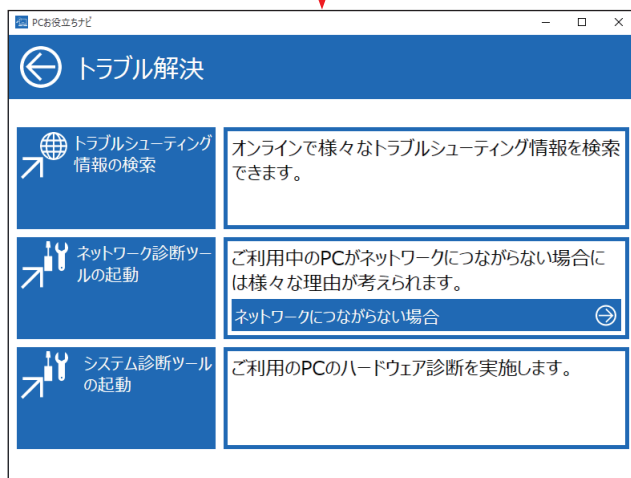 PCお役立ちナビ
トラブル解決
トラブルシューティング
情報の検索
オンラインで様々なトラブルシューティング情報を検索
できます。
ネットワーク診断ツー
ルの起動
ご利用中のPCがネットワークにつながらない場合に
は様々な理由が考えられます。
ネットワークにつながらない場合
システム診断ツール
の起動
ご利用のPCのハードウェア診断を実施します。